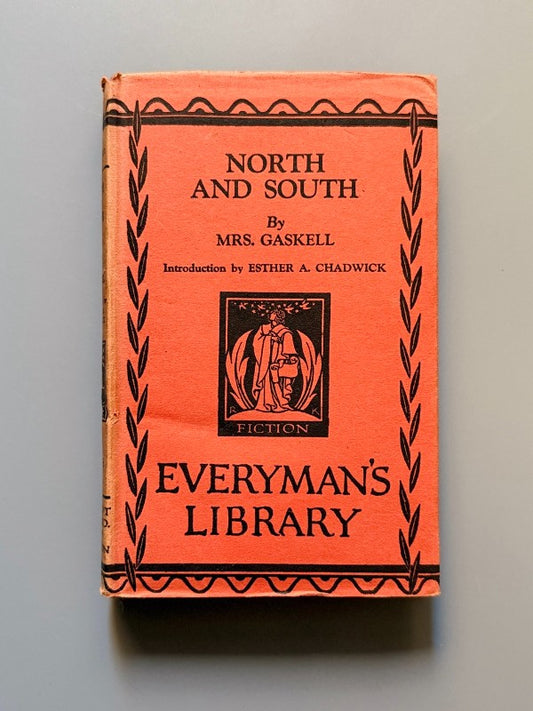 NORTH
AND SOUTH
By
MRS. GASKELL
Introduction by ESTHER A. CHADWICK
R K
FICTION
EVERYMAN'S
LIBRARY